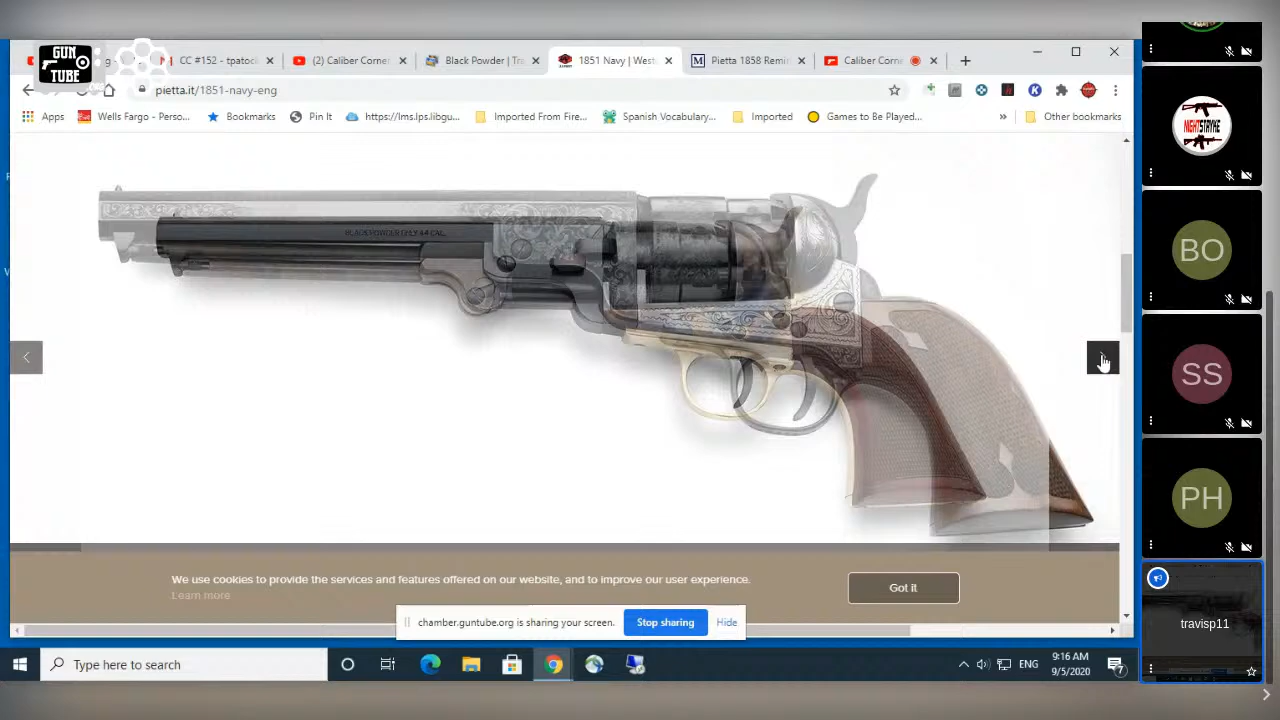 GUN
TUBE
CC #152 - tpatoc
(2) Caliber Corne
Black Powder | Tra
1851 Navy | West
M Pietta 1858 Remi
Caliber Corne
pietta.it/1851-navy-eng
Apps
Wells Fargo - Perso...
Bookmarks
Pin It
https://lms.lps.libgu...
Imported From Fire...
Spanish Vocabulary...
Imported
Games to Be Played...
»
Other bookmarks
NIGHTSTRYKE
BO
SS
PH
travisp11
We use cookies to provide the services and features offered on our website, and to improve our user experience.
Learn more
Got it
chamber.guntube.org is sharing your screen.
Stop sharing
Hide
Type here to search
ENG
9:16 AM
9/5/2020
7